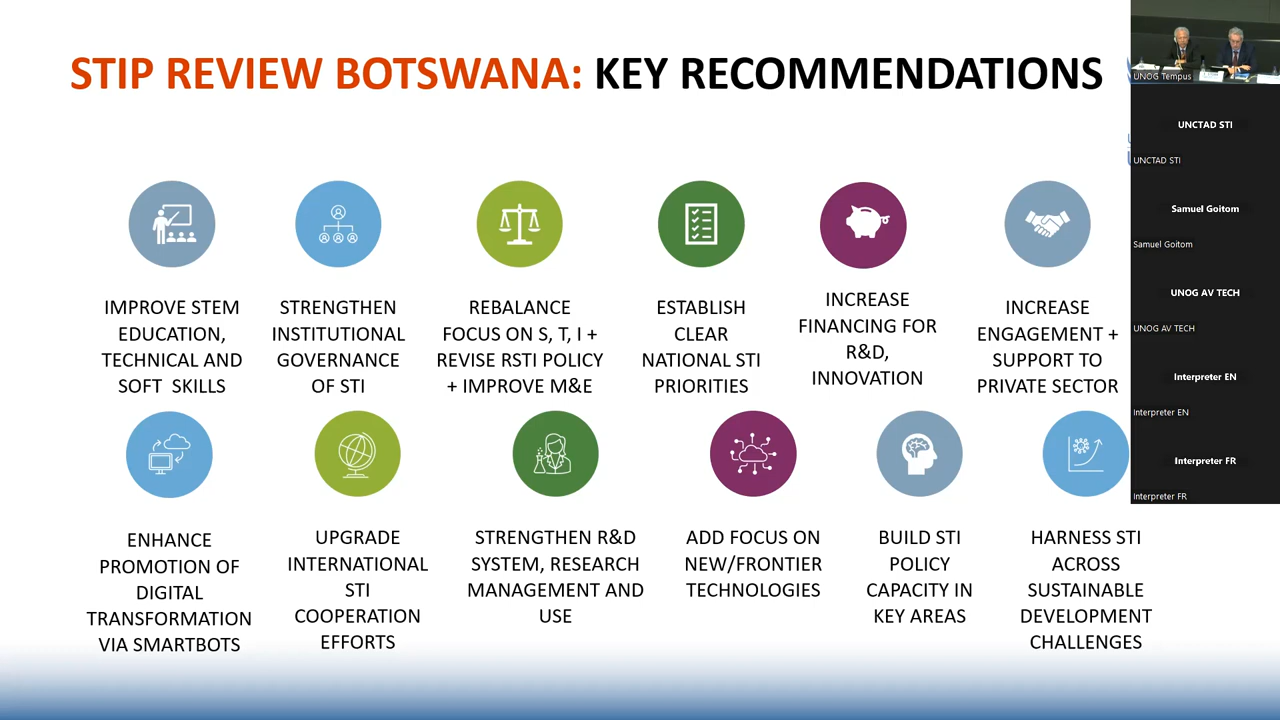 STIP REVIEW BOTSWANA: KEY RECOMMENDATIONS
IMPROVE STEM
EDUCATION,
TECHNICAL AND
SOFT SKILLS
STRENGTHEN
INSTITUTIONAL
GOVERNANCE
OF STI
REBALANCE
FOCUS ON S, T, I +
REVISE RSTI POLICY
+ IMPROVE M&E
ESTABLISH
CLEAR
NATIONAL STI
PRIORITIES
INCREASE
FINANCING FOR
R&D,
INNOVATION
INCREASE
ENGAGEMENT +
SUPPORT TO
PRIVATE SECTOR
ENHANCE
PROMOTION OF
DIGITAL
TRANSFORMATION
VIA SMARTBOTS
UPGRADE
INTERNATIONAL
STI
COOPERATION
EFFORTS
STRENGTHEN R&D
SYSTEM, RESEARCH
MANAGEMENT AND
USE
ADD FOCUS ON
NEW/FRONTIER
TECHNOLOGIES
BUILD STI
POLICY
CAPACITY IN
KEY AREAS
HARNESS STI
ACROSS
SUSTAINABLE
DEVELOPMENT
CHALLENGES
UNOG Tempus
UNCTAD STI
UNCTAD STI
Samuel Goitom
Samuel Goitom
UNOG AV TECH
UNOG AV TECH
Interpreter EN
Interpreter EN
Interpreter FR
Interpreter FR